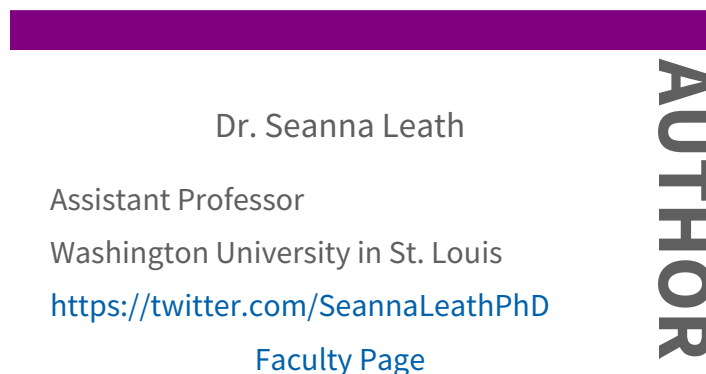 Dr. Seanna Leath
Assistant Professor
Washington University in St. Louis
https://twitter.com/SeannaLeathPhD
Faculty Page
AUTHOR